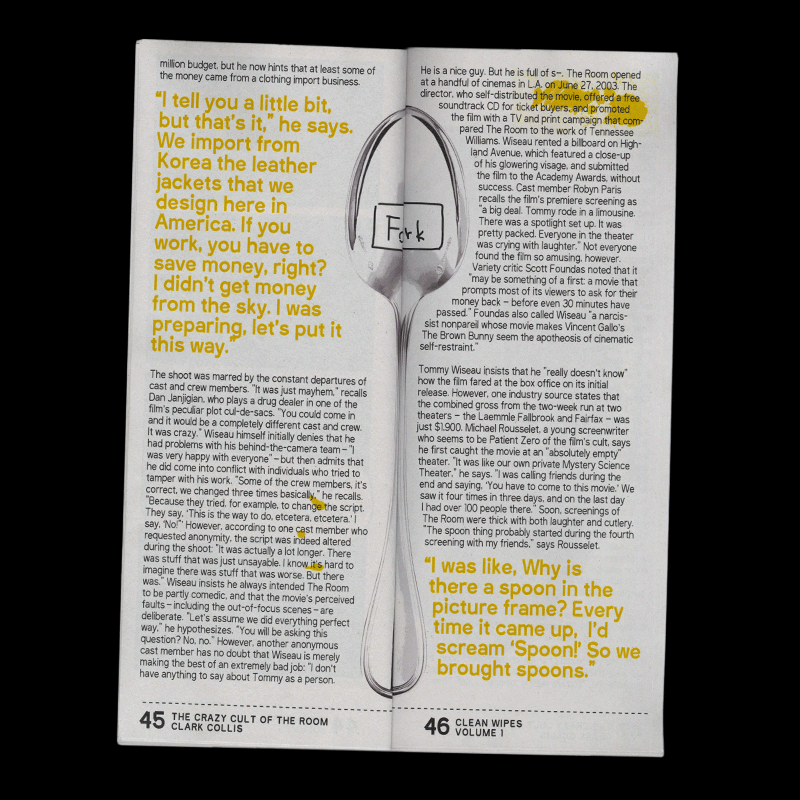 million budget, but he now hints that at least some of
the money came from a clothing import business.
“I tell you a little bit,
but that’s it,” he says.
We import from
Korea the leather
jackets that we
design here in
America. If you
work, you have to
save money, right?
I didn’t get money
from the sky. I was
preparing, let’s put it
this way.”
The shoot was marred by the constant departures of
cast and crew members. “It was just mayhem,” recalls
Dan Janjigian, who plays a drug dealer in one of the
film’s peculiar plot cul-de-sacs. “You could come in
and it would be a completely different cast and crew.
It was crazy.” Wiseau himself initially denies that he
had problems with his behind-the-camera team – “I
was very happy with everyone” – but then admits that
he did come into conflict with individuals who tried to
tamper with his work. “Some of the crew members, it’s
correct, we changed three times basically,” he recalls.
“Because they tried, for example, to change the script.
They say, ‘This is the way to do, etcetera, etcetera.’ I
say, ‘No!’” However, according to one cast member who
requested anonymity, the script was indeed altered
during the shoot: “It was actually a lot longer. There
was stuff that was just unsayable. I know it’s hard to
imagine there was stuff that was worse. But there
was.” Wiseau insists he always intended The Room
to be partly comedic, and that the movie’s perceived
faults – including the out-of-focus scenes – are
deliberate. “Let’s assume we did everything perfect
way,” he hypothesizes. “You will be asking this
question? No, no.” However, another anonymous
cast member has no doubt that Wiseau is merely
making the best of an extremely bad job: “I don’t
have anything to say about Tommy as a person.
45 THE CRAZY CULT OF THE ROOM
CLARK COLLIS
Fork
He is a nice guy. But he is full of s–. The Room opened
at a handful of cinemas in L.A. on June 27, 2003. The
director, who self-distributed the movie, offered a free
soundtrack CD for ticket buyers, and promoted
the film with a TV and print campaign that com-
pared The Room to the work of Tennessee
Williams. Wiseau rented a billboard on High-
land Avenue, which featured a close-up
of his glowering visage, and submitted
the film to the Academy Awards, without
success. Cast member Robyn Paris
recalls the film’s premiere screening as
“a big deal. Tommy rode in a limousine.
There was a spotlight set up. It was
pretty packed. Everyone in the theater
was crying with laughter.” Not everyone
found the film so amusing, however.
Variety critic Scott Foundas noted that it
“may be something of a first: a movie that
prompts most of its viewers to ask for their
money back – before even 30 minutes have
passed.” Foundas also called Wiseau “a narcis-
sist nonpareil whose movie makes Vincent Gallo’s
The Brown Bunny seem the apotheosis of cinematic
self-restraint.”
Tommy Wiseau insists that he “really doesn’t know”
how the film fared at the box office on its initial
release. However, one industry source states that
the combined gross from the two-week run at two
theaters – the Laemmle Fallbrook and Fairfax – was
just $1,900. Michael Rousselet, a young screenwriter
who seems to be Patient Zero of the film’s cult, says
he first caught the movie at an “absolutely empty”
theater. “It was like our own private Mystery Science
Theater,” he says. “I was calling friends during the
end and saying, ‘You have to come to this movie.’ We
saw it four times in three days, and on the last day
I had over 100 people there.” Soon, screenings of
The Room were thick with both laughter and cutlery.
“The spoon thing probably started during the fourth
screening with my friends,” says Rousselet.
“I was like, Why is
there a spoon in the
picture frame? Every
time it came up, I’d
scream ‘Spoon!’ So we
brought spoons.”
46 CLEAN WIPES
VOLUME 1